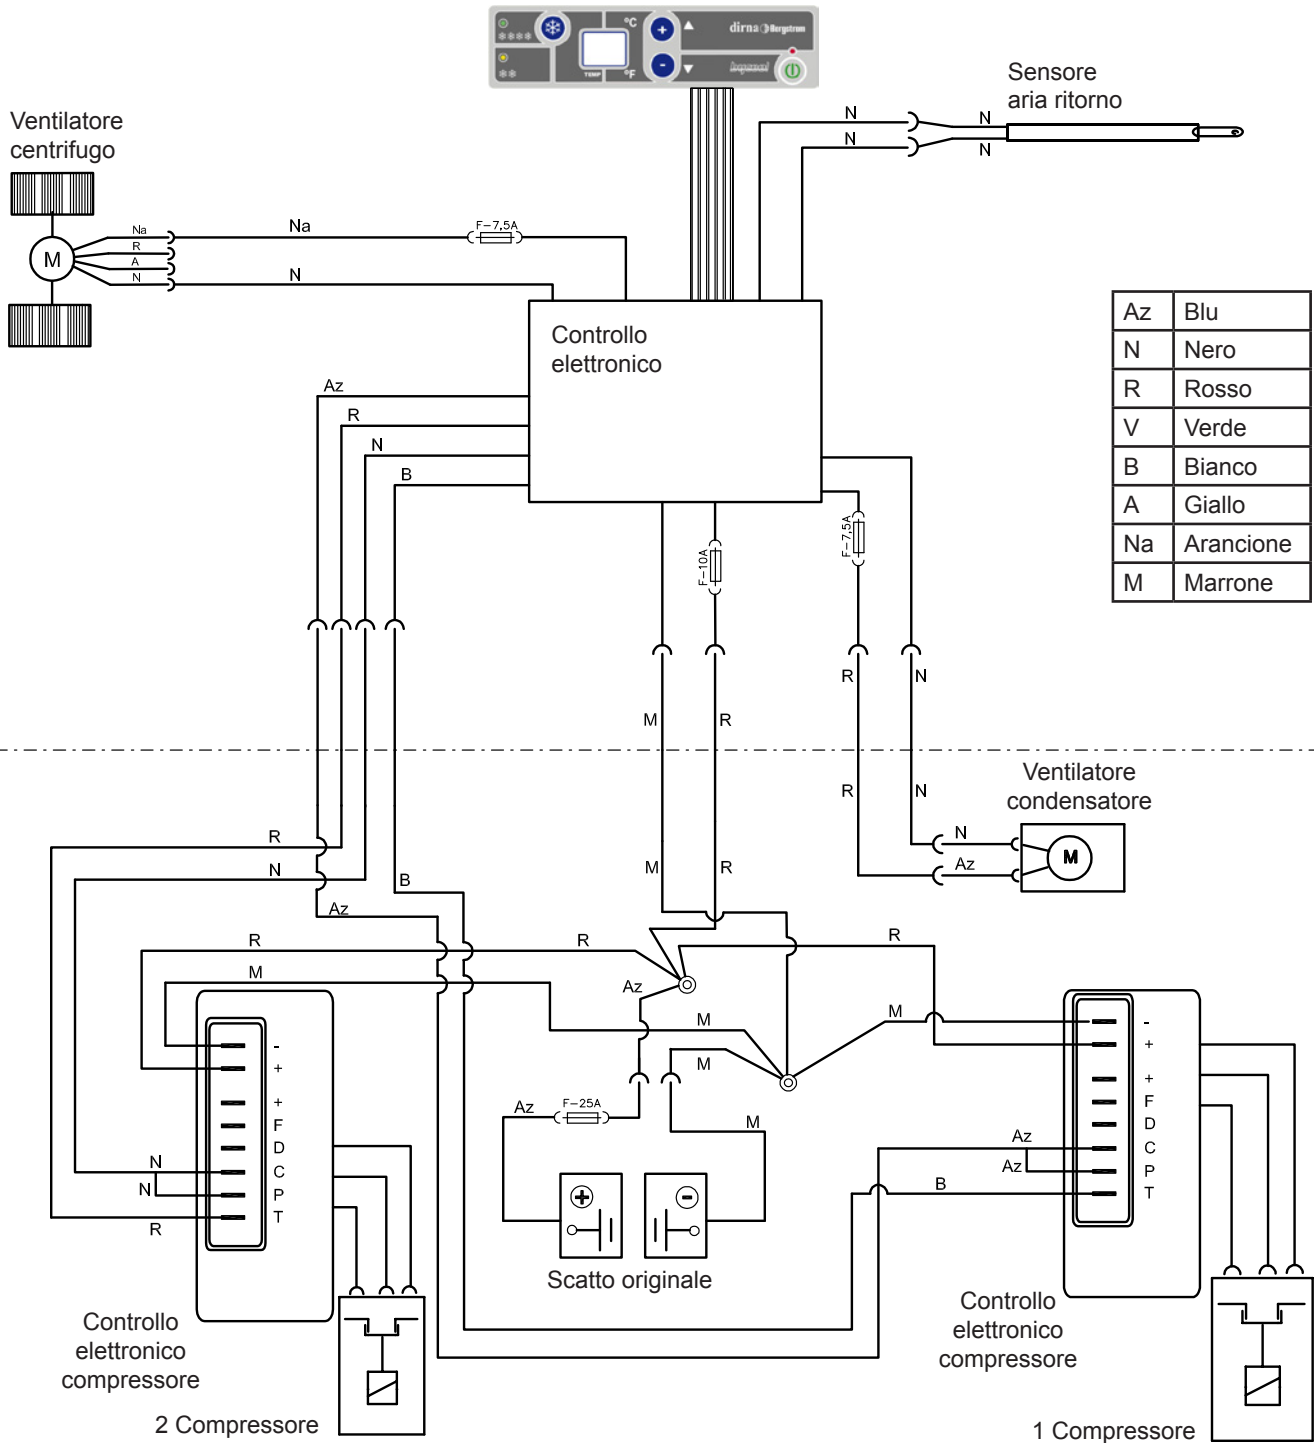 °C
°F
TEMP
dirna Bergstrom
Sensore
aria ritorno
Ventilatore
centrifugo
N
N
N
N
M
Na
R
A
N
Na
N
F-7,5A
Controllo
elettronico
Az Blu
N Nero
R Rosso
V Verde
B Bianco
A Giallo
Na Arancione
M Marrone
Az
R
N
B
F-10A
F-7,5A
R
N
M
R
R
N
Ventilatore
condensatore
N
Az
M
R
N
B
Az
M
R
R
M
R
R
Az
M
M
M
M
Az
F-25A
-
+
+
F
D
C
P
T
N
N
R
-
+
+
F
D
C
P
T
Az
Az
B
+
-
Scatto originale
Controllo
elettronico
compressore
2 Compressore
Controllo
elettronico
compressore
1 Compressore